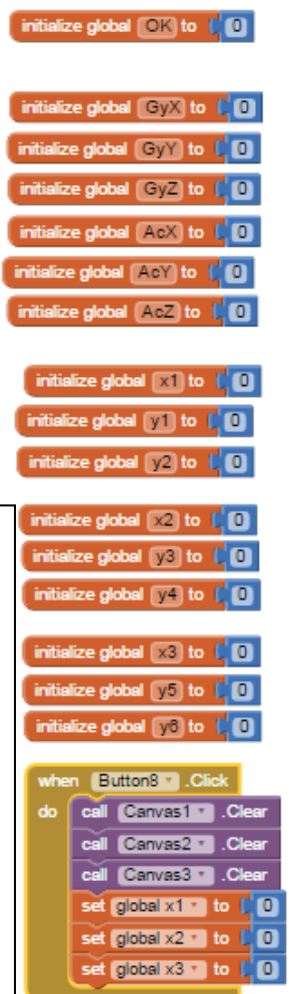 initialize global OK to 0
initialize global GyX to 0
initialize global GyY to 0
initialize global GyZ to 0
initialize global AcX to 0
initialize global AcY to 0
initialize global AcZ to 0
initialize global x1 to 0
initialize global y1 to 0
initialize global y2 to 0
initialize global x2 to 0
initialize global y3 to 0
initialize global y4 to 0
initialize global x3 to 0
initialize global y5 to 0
initialize global y6 to 0
when Button8 .Click
do call Canvas1 .Clear
call Canvas2 .Clear
call Canvas3 .Clear
set global x1 to 0
set global x2 to 0
set global x3 to 0